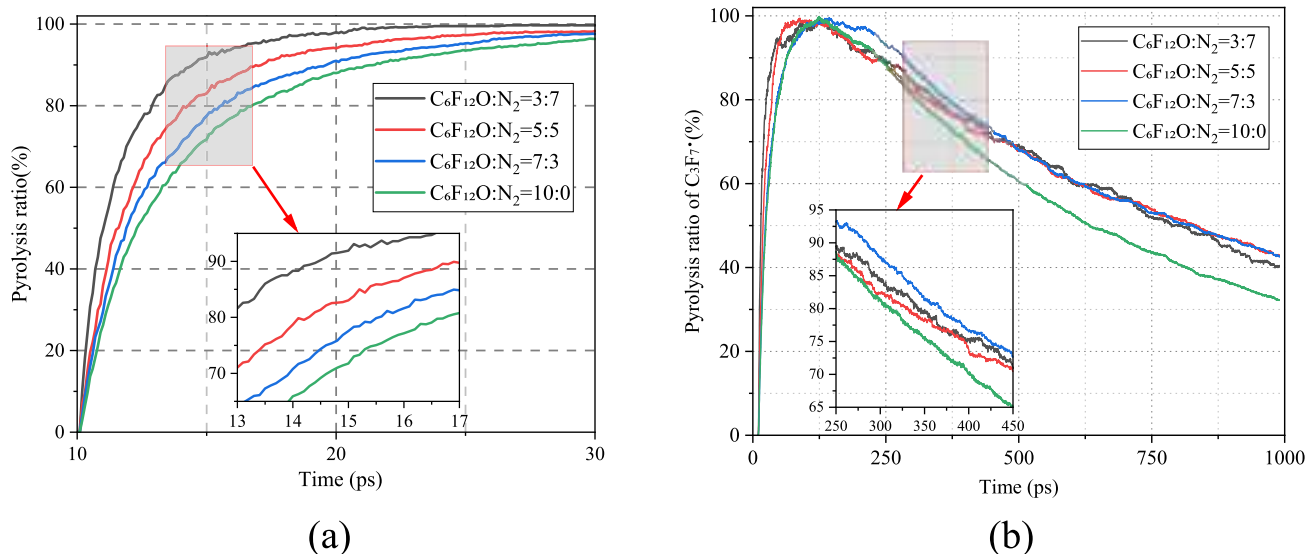 Pyrolysis ratio(%)
100
80
60
40
20
0
10
15
20
30
Time (ps)
C₆F₁₂O:N₂=3:7
C₆F₁₂O:N₂=5:5
C₆F₁₂O:N₂=7:3
C₆F₁₂O:N₂=10:0
90
80
70
13
14
15
16
17
(a)
Pyrolysis ratio of C₃F₇•(%)
100
80
60
40
20
0
0
250
500
750
1000
Time (ps)
C₆F₁₂O:N₂=3:7
C₆F₁₂O:N₂=5:5
C₆F₁₂O:N₂=7:3
C₆F₁₂O:N₂=10:0
95
90
85
80
75
70
65
250
300
350
400
450
(b)